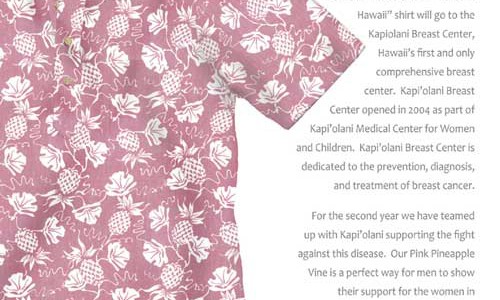 Hawaii" shirt will go to the
Kapiolani Breast Center,
Hawaii's first and only
comprehensive breast
center.  Kapi'olani Breast
Center opened in 2004 as part of
Kapi'olani Medical Center for Women
and Children.  Kapi'olani Breast Center is
dedicated to the prevention, diagnosis,
and treatment of breast cancer.
For the second year we have teamed
up with Kapi'olani supporting the fight
against this disease.  Our Pink Pineapple
Vine is a perfect way for men to show
their support for the women in